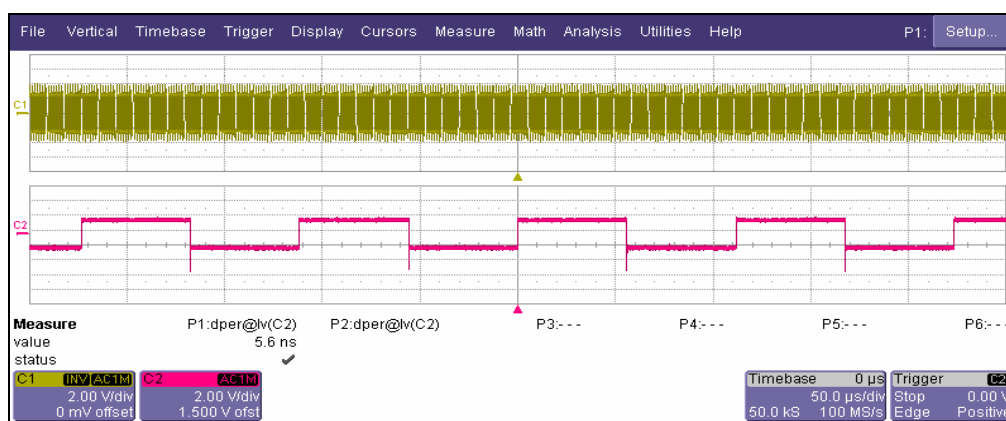 File Vertical Timebase Trigger Display Cursors Measure Math Analysis Utilities Help P1: Setup...
C1
C2
Measure P1:dper@lv(C2) P2:dper@lv(C2) P3:- - - P4:- - - P5:- - - P6:- - -
value 5.6 ns
status
C1 INV AC1M C2 AC1M Timebase 0 µs Trigger C2
2.00 V/div 2.00 V/div 50.0 µs/div Stop 0.00 V
0 mV offset 1.500 V ofst 50.0 kS 100 MS/s Edge Positive